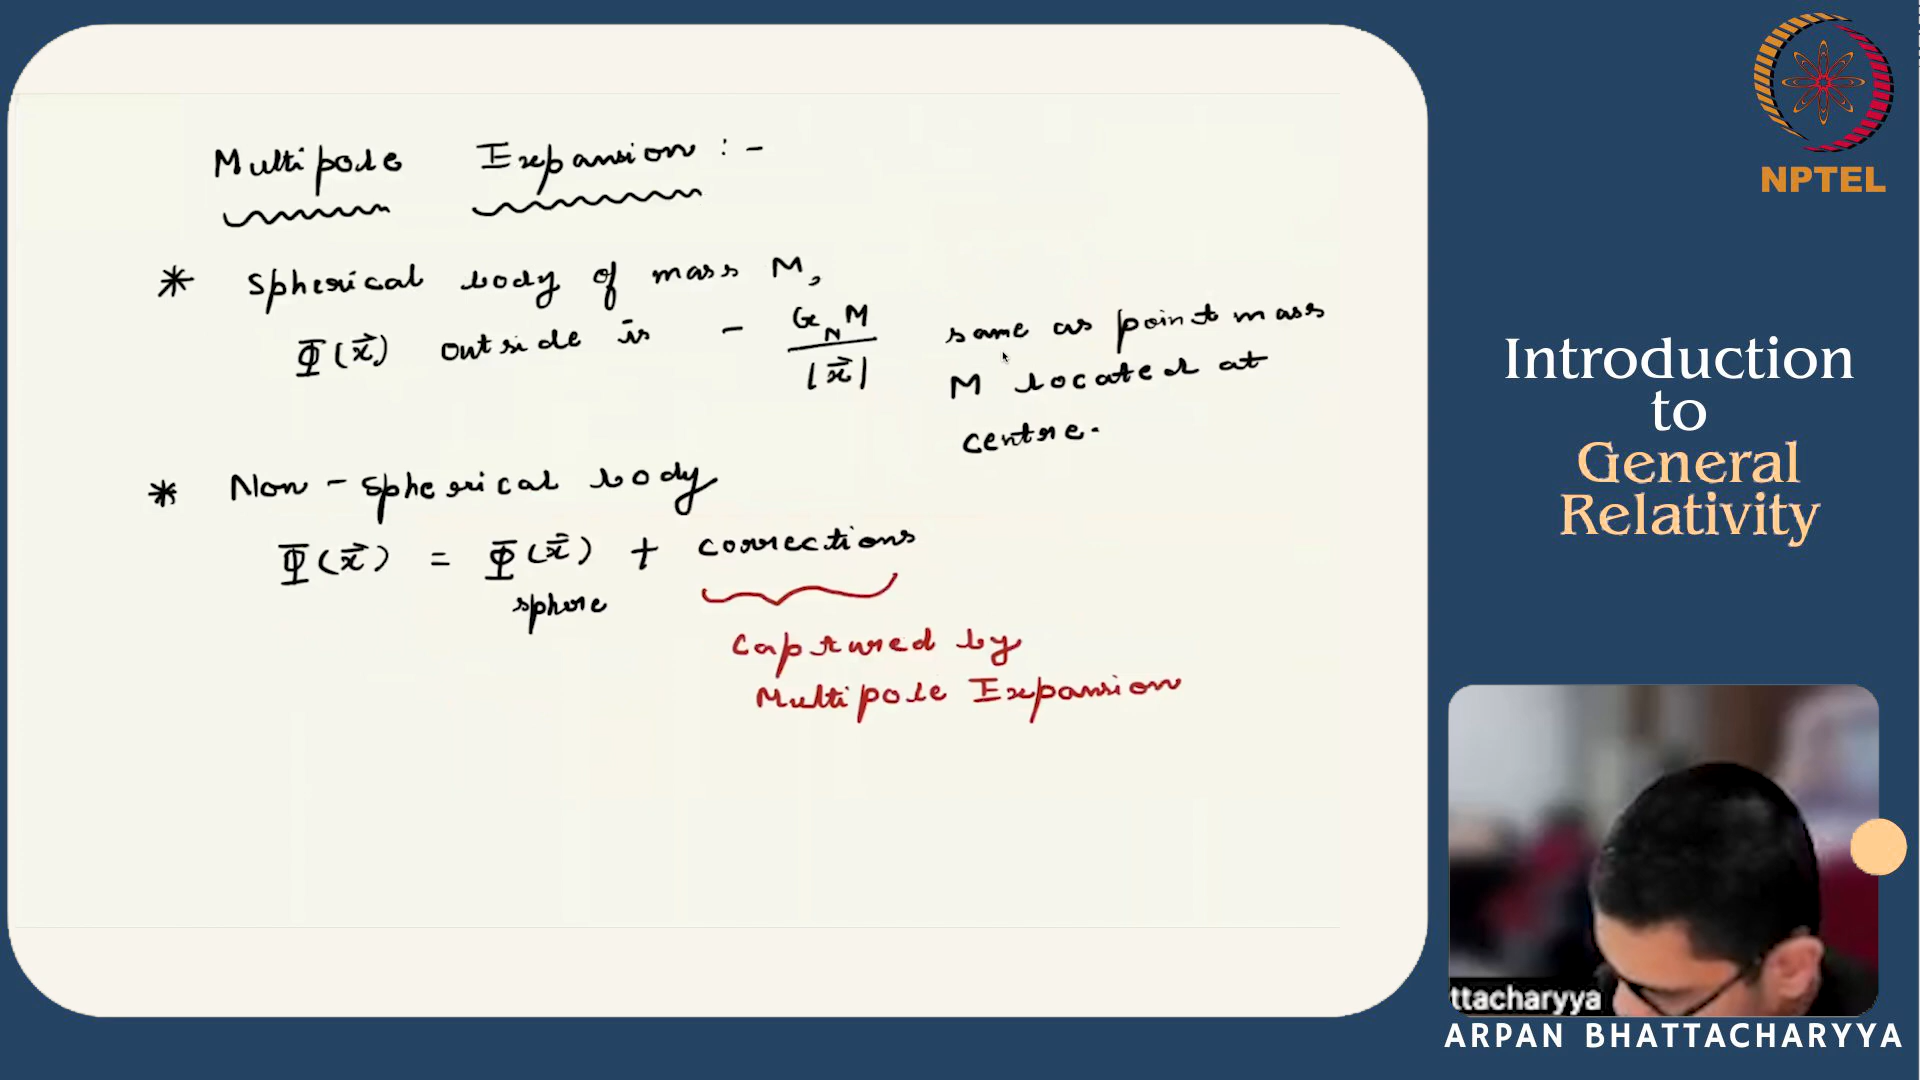 Multipole Expansion :-
* Spherical body of mass M,
Φ(x⃗) outside is - G_N M / |x⃗| same as point mass
M located at
centre.
* Non-spherical body
Φ(x⃗) = Φ(x⃗) + corrections
sphere
Captured by
Multipole Expansion
NPTEL
Introduction
to
General
Relativity
ttacharyya
ARPAN BHATTACHARYYA